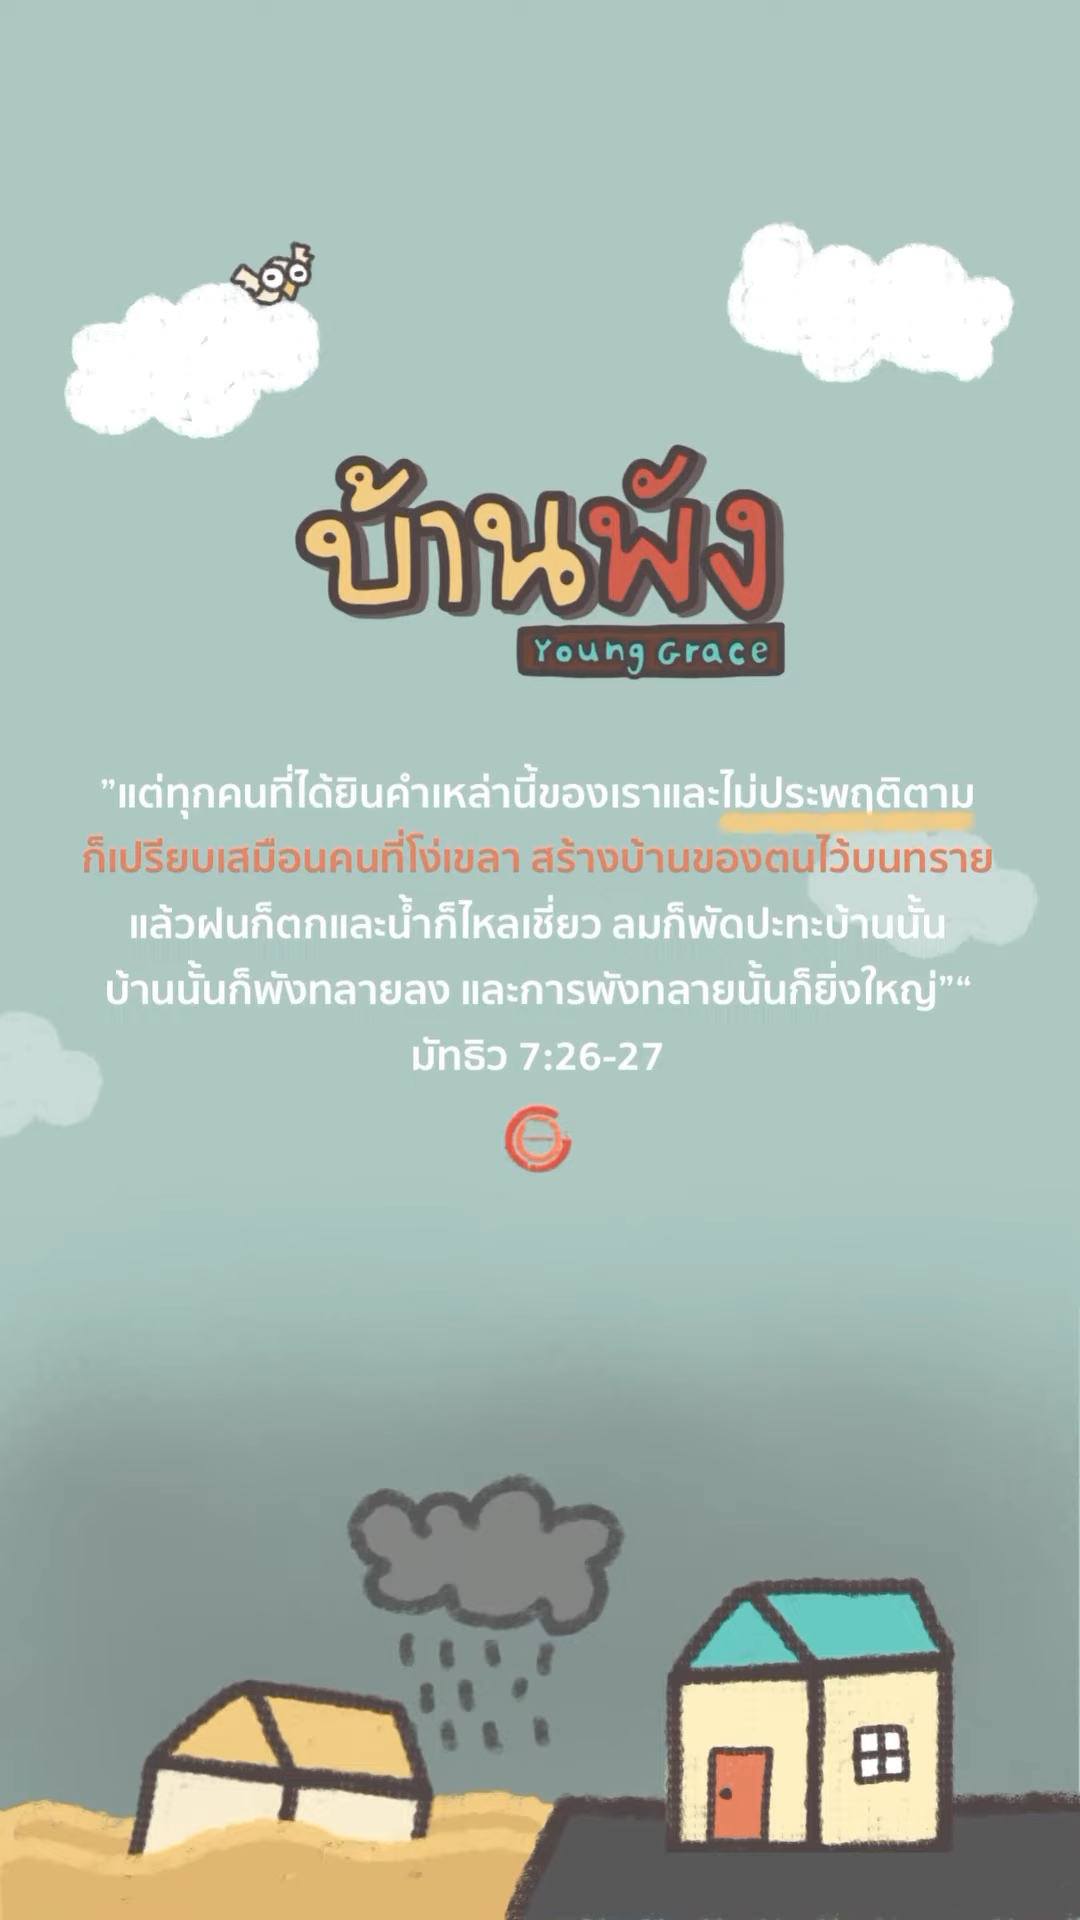 บ้านพัง
Young Grace
"แต่ทุกคนที่ได้ยินคำเหล่านี้ของเราและไม่ประพฤติตาม
ก็เปรียบเสมือนคนที่โง่เขลา สร้างบ้านของตนไว้บนทราย
แล้วฝนก็ตกและน้ำก็ไหลเชี่ยว ลมก็พัดปะทะบ้านนั้น
บ้านนั้นก็พังทลายลง และการพังทลายนั้นก็ยิ่งใหญ่"“
มัทธิว 7:26-27